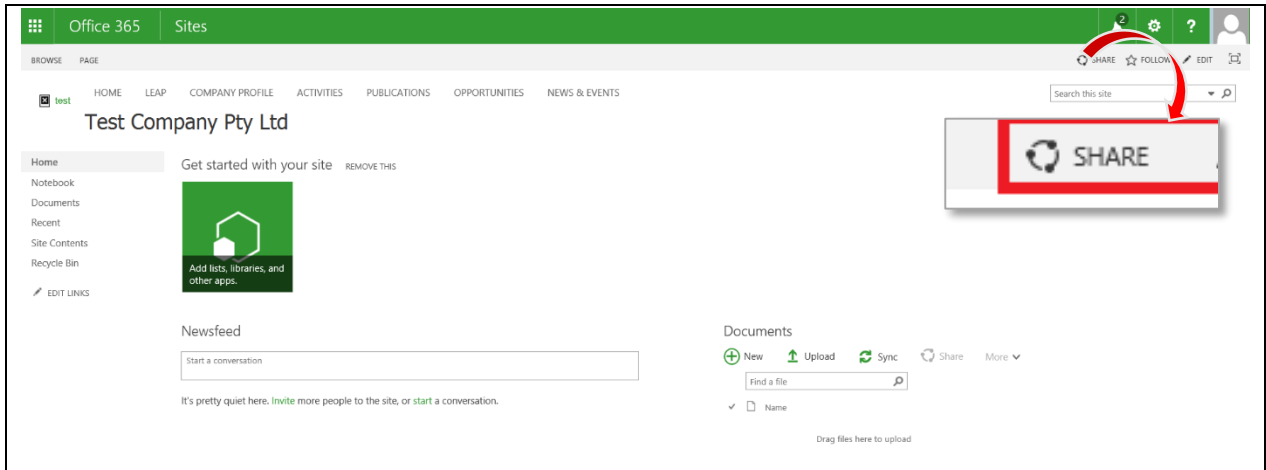 Office 365 Sites 2 ?
BROWSE PAGE SHARE FOLLOW EDIT
test HOME LEAP COMPANY PROFILE ACTIVITIES PUBLICATIONS OPPORTUNITIES NEWS & EVENTS Search this site
Test Company Pty Ltd
SHARE
Home Get started with your site REMOVE THIS
Notebook
Documents
Recent
Site Contents
Recycle Bin
Add lists, libraries, and
other apps.
EDIT LINKS
Newsfeed Documents
New Upload Sync Share More
Start a conversation
Find a file
It's pretty quiet here. Invite more people to the site, or start a conversation.
Name
Drag files here to upload